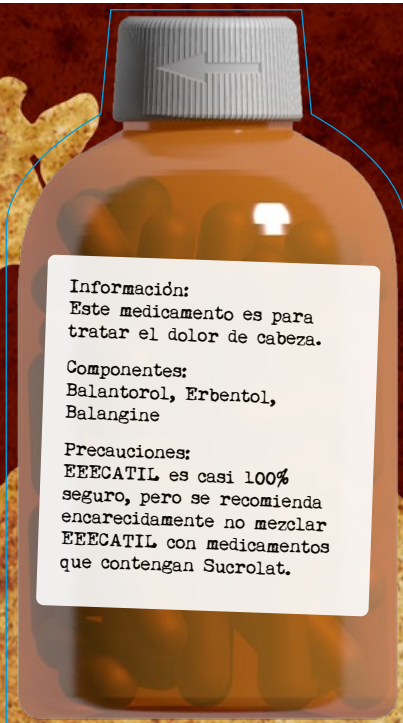 Información:
Este medicamento es para
tratar el dolor de cabeza.
Componentes:
Balantorol, Erbentol,
Balangine
Precauciones:
EEECATIL es casi 100%
seguro, pero se recomienda
encarecidamente no mezclar
EEECATIL con medicamentos
que contengan Sucrolat.